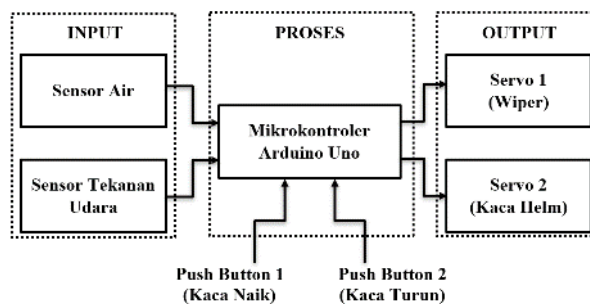 INPUT
PROSES
OUTPUT
Sensor Air
Sensor Tekanan
Udara
Mikrokontroler
Arduino Uno
Servo 1
(Wiper)
Servo 2
(Kaca Helm)
Push Button 1
(Kaca Naik)
Push Button 2
(Kaca Turun)